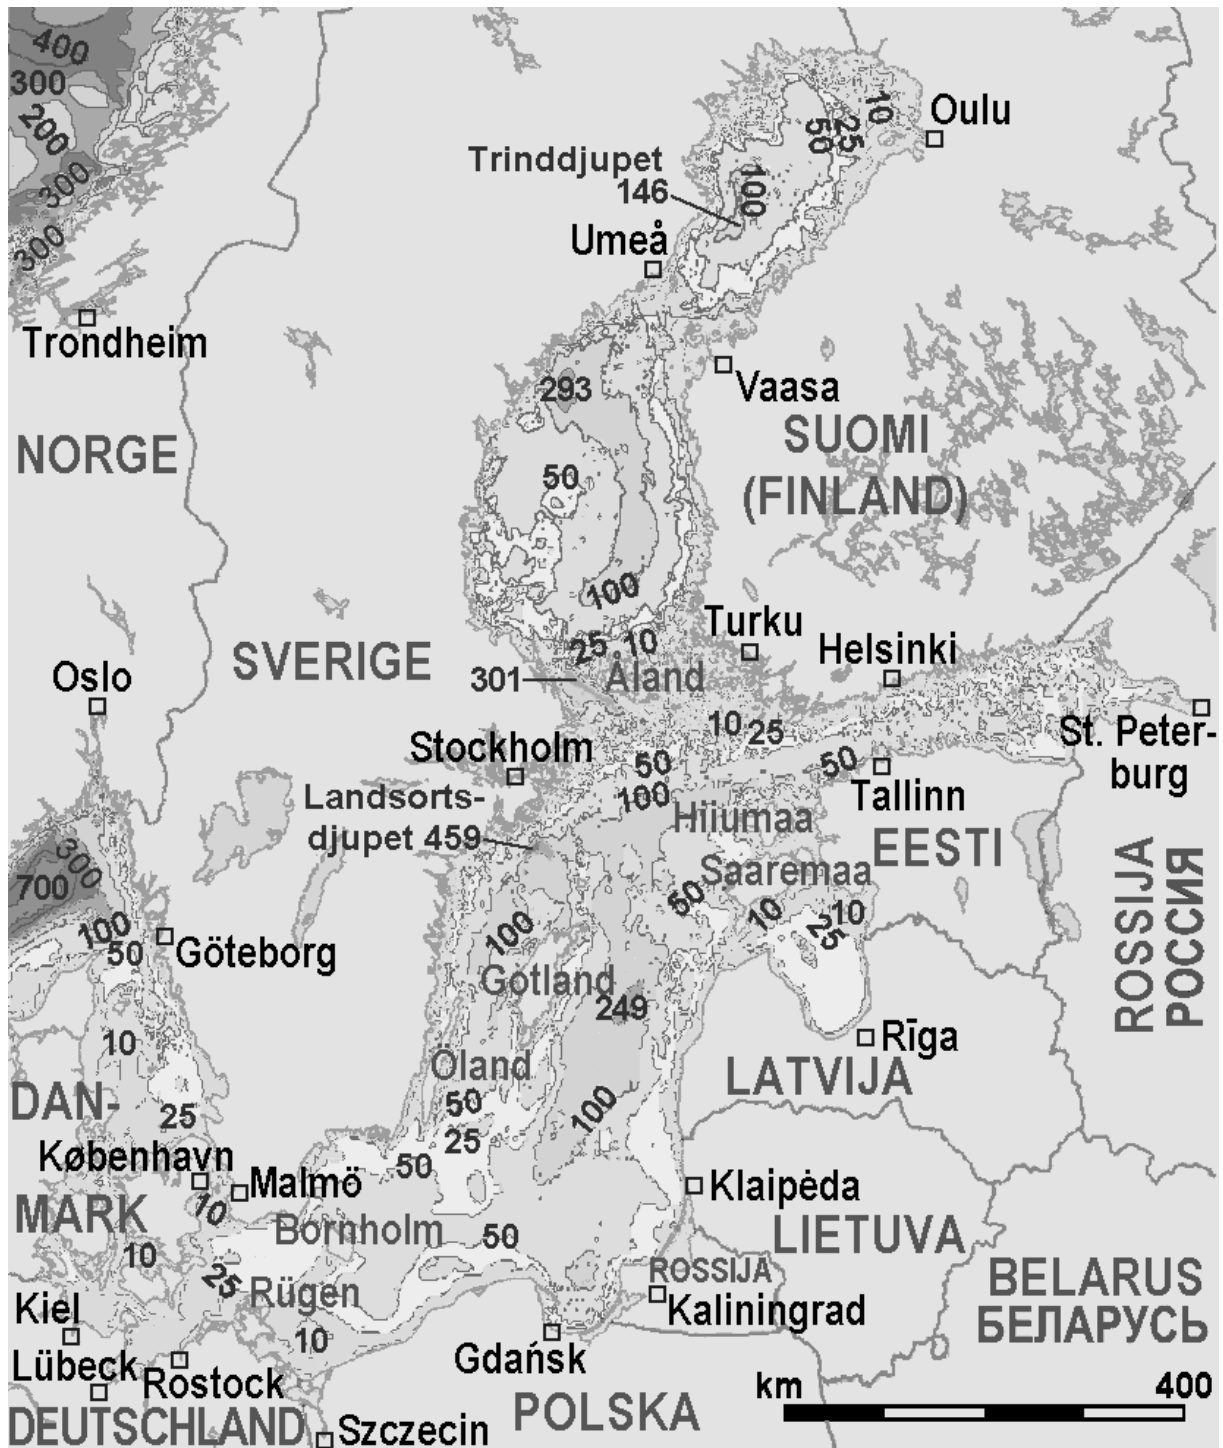 400
300
200
300
300
10
Oulu
25
50
Trinddjupet
146
100
Umeå
Trondheim
293
Vaasa
NORGE
SUOMI
(FINLAND)
50
100
25
10
Turku
Helsinki
SVERIGE
Åland
301
Oslo
10
25
St. Peter-
burg
Stockholm
50
50
Tallinn
100
Landsorts-
djupet 459
Hiiumaa
EESTI
300
700
Saaremaa
50
10
10
25
ROSSIJA
РОССИЯ
100
50
Göteborg
100
Gotland
249
10
Rīga
Öland
LATVIJA
DAN-
MARK
25
50
25
100
København
50
Malmö
10
Klaipėda
Bornholm
50
LIETUVA
10
25
Rügen
ROSSIJA
Kaliningrad
BELARUS
БЕЛАРУСЬ
Kiel
10
Gdańsk
Lübeck
Rostock
km
400
DEUTSCHLAND
POLSKA
Szczecin